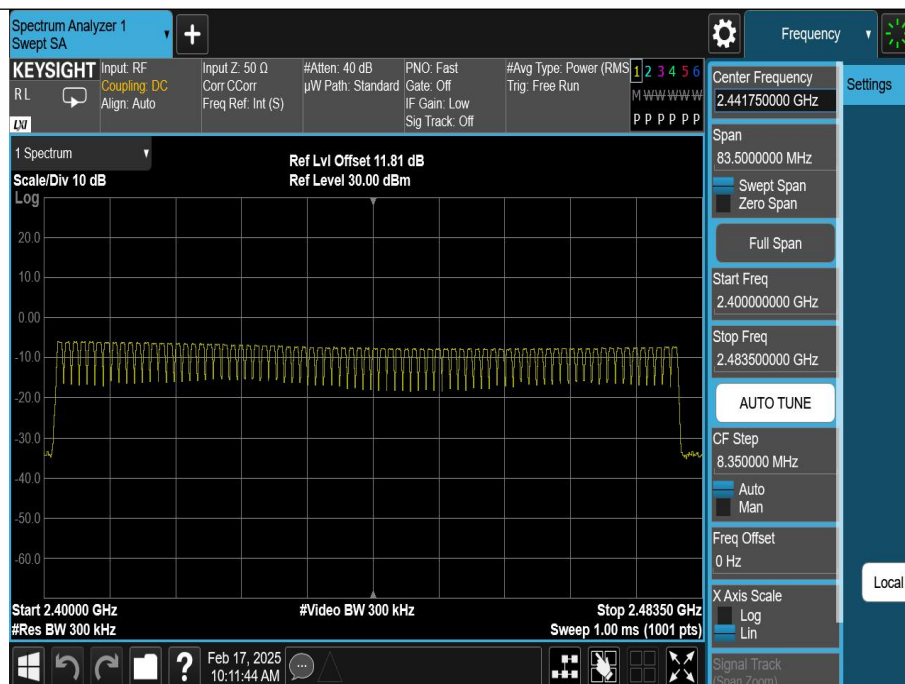 Spectrum Analyzer 1
Swept SA
+
Frequency
KEYSIGHT
RL
LXI
Input: RF
Coupling: DC
Align: Auto
Input Z: 50 Ω
Corr CCorr
Freq Ref: Int (S)
#Atten: 40 dB
µW Path: Standard
PNO: Fast
Gate: Off
IF Gain: Low
Sig Track: Off
#Avg Type: Power (RMS
Trig: Free Run
1 2 3 4 5 6
M W W W W W
P P P P P P
1 Spectrum
Scale/Div 10 dB
Log
Ref Lvl Offset 11.81 dB
Ref Level 30.00 dBm
20.0
10.0
0.00
-10.0
-20.0
-30.0
-40.0
-50.0
-60.0
Start 2.40000 GHz
#Res BW 300 kHz
#Video BW 300 kHz
Stop 2.48350 GHz
Sweep 1.00 ms (1001 pts)
Center Frequency
2.441750000 GHz
Settings
Span
83.5000000 MHz
Swept Span
Zero Span
Full Span
Start Freq
2.400000000 GHz
Stop Freq
2.483500000 GHz
AUTO TUNE
CF Step
8.350000 MHz
Auto
Man
Freq Offset
0 Hz
X Axis Scale
Log
Lin
Signal Track
(Span Zoom)
Local
?
Feb 17, 2025
10:11:44 AM